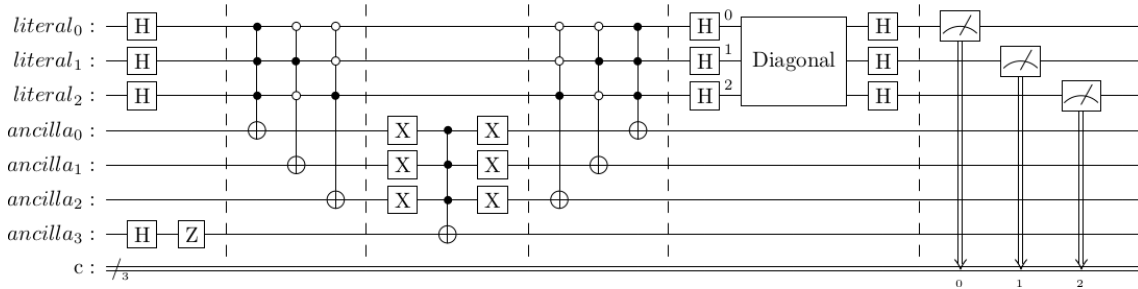 literal₀ : H H 0 H
literal₁ : H H 1 Diagonal H
literal₂ : H H 2 H
ancilla₀ : X X
ancilla₁ : X X
ancilla₂ : X X
ancilla₃ : H Z
c : 3
0 1 2